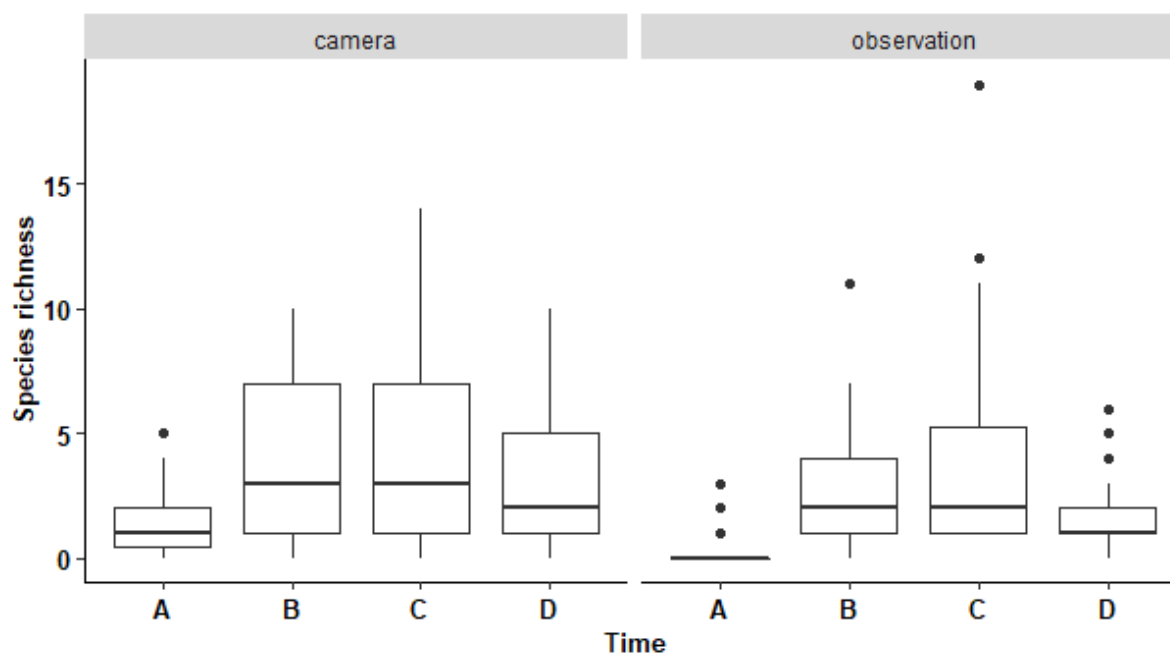 camera observation
Species richness
15
10
5
0
A B C D A B C D
Time